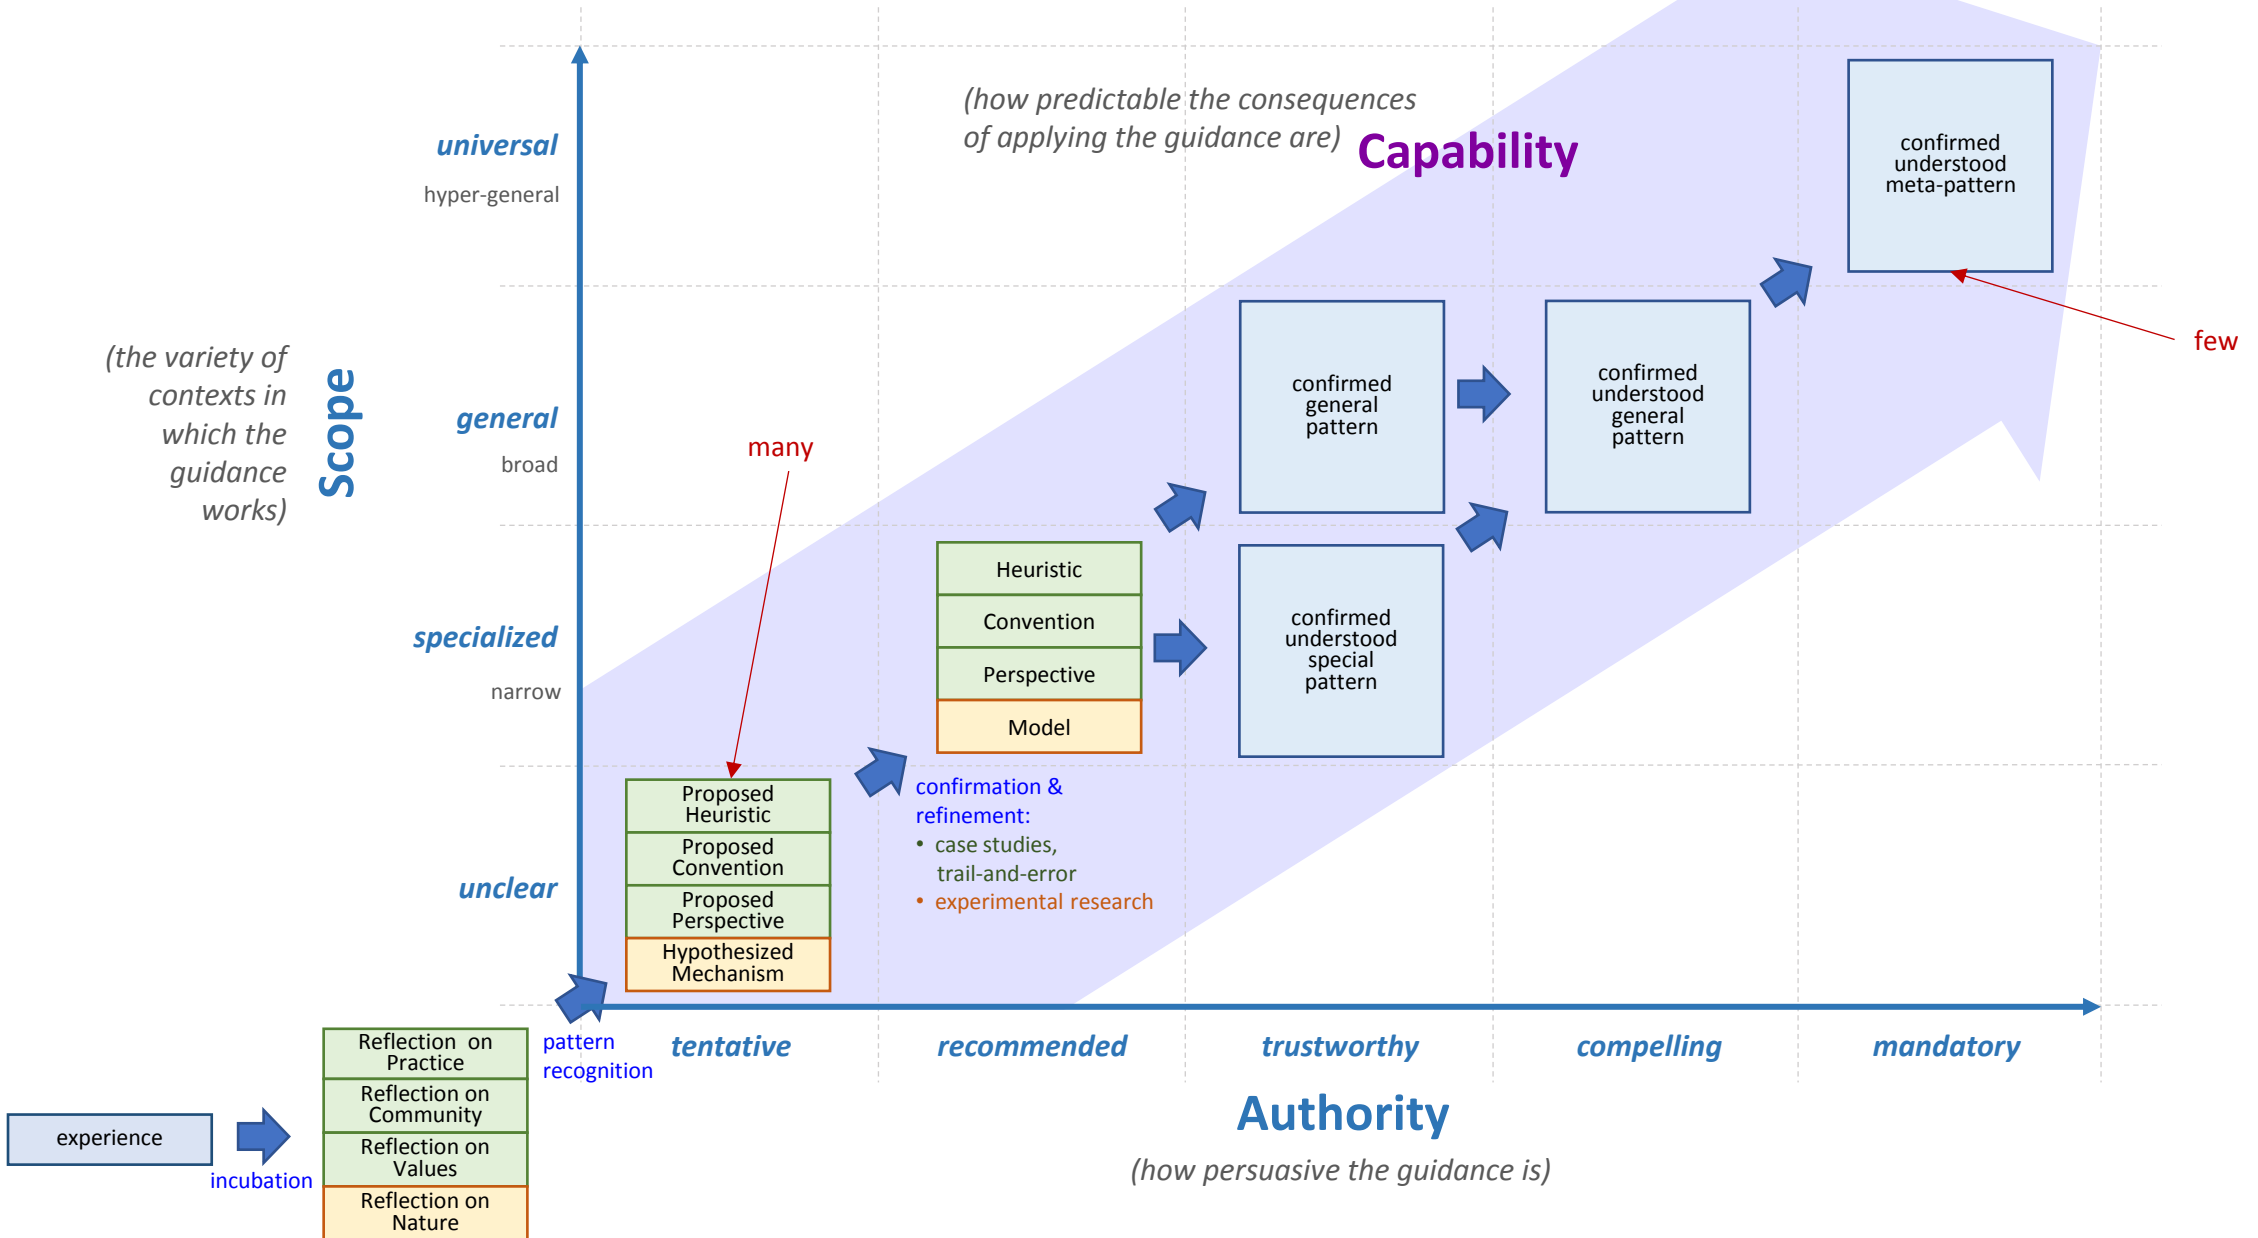 (how predictable the consequences
of applying the guidance are)
Capability
universal
hyper-general
confirmed
understood
meta-pattern
few
(the variety of
contexts in
which the
guidance
works)
Scope
general
broad
many
confirmed
general
pattern
confirmed
understood
general
pattern
specialized
narrow
Heuristic
Convention
Perspective
Model
confirmed
understood
special
pattern
unclear
Proposed
Heuristic
Proposed
Convention
Proposed
Perspective
Hypothesized
Mechanism
confirmation &
refinement:
• case studies,
trail-and-error
• experimental research
pattern
recognition
tentative
recommended
trustworthy
compelling
mandatory
Authority
(how persuasive the guidance is)
experience
incubation
Reflection on
Practice
Reflection on
Community
Reflection on
Values
Reflection on
Nature